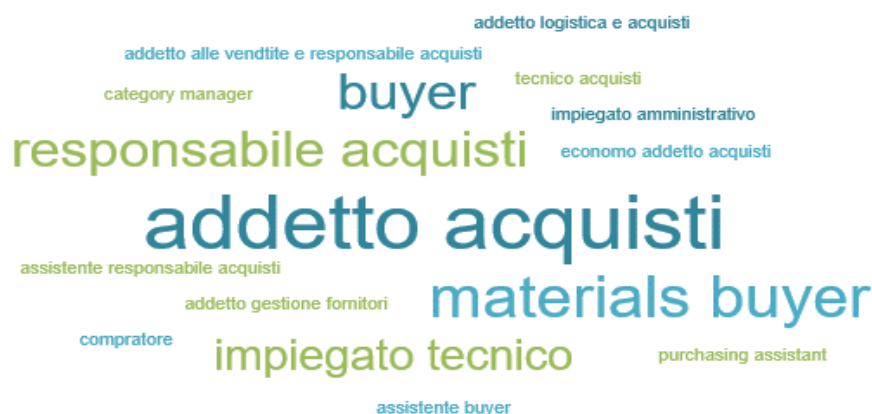 addetto logistica e acquisti
addetto alle vendtite e responsabile acquisti
buyer
tecnico acquisti
category manager
impiegato amministrativo
responsabile acquisti
economo addetto acquisti
addetto acquisti
assistente responsabile acquisti
materials buyer
addetto gestione fornitori
compratore
impiegato tecnico
purchasing assistant
assistente buyer